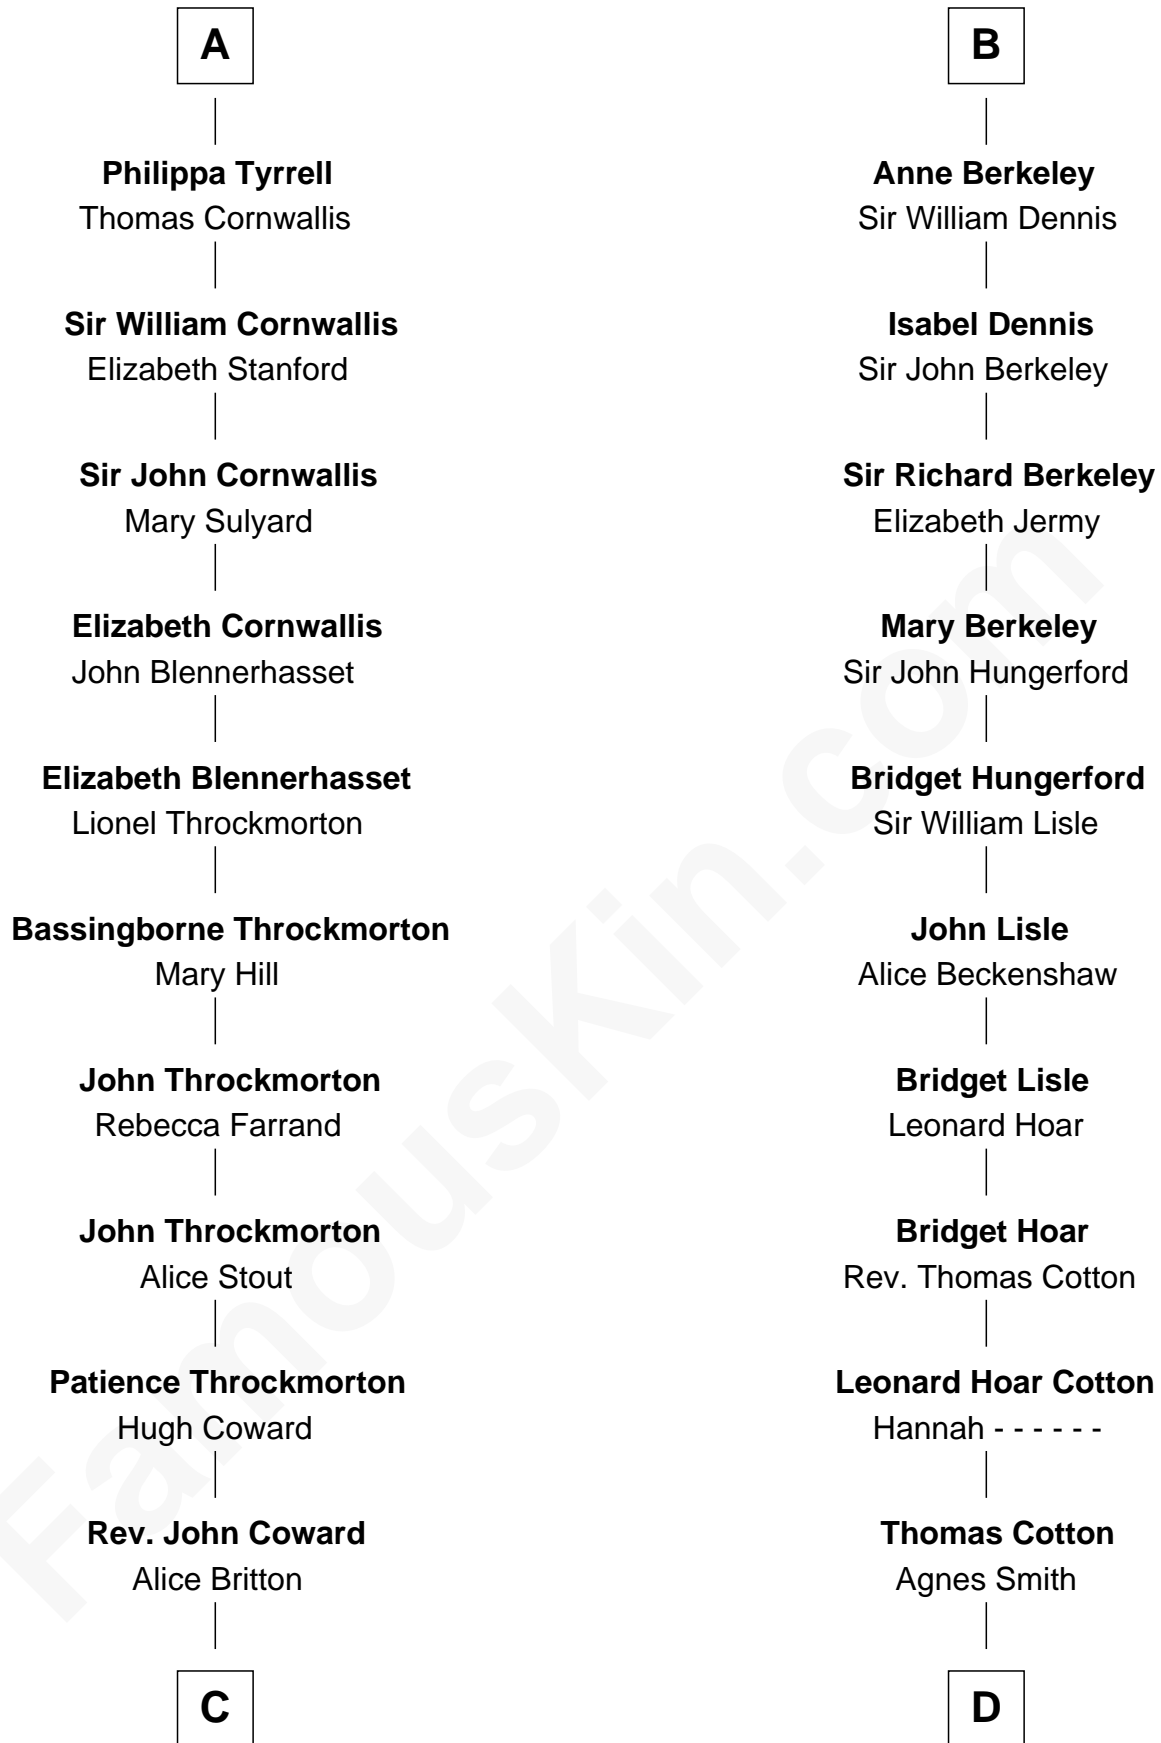 A
Philippa Tyrrell
Thomas Cornwallis
Sir William Cornwallis
Elizabeth Stanford
Sir John Cornwallis
Mary Sulyard
Elizabeth Cornwallis
John Blennerhasset
Elizabeth Blennerhasset
Lionel Throckmorton
Bassingborne Throckmorton
Mary Hill
John Throckmorton
Rebecca Farrand
John Throckmorton
Alice Stout
Patience Throckmorton
Hugh Coward
Rev. John Coward
Alice Britton
C
B
Anne Berkeley
Sir William Dennis
Isabel Dennis
Sir John Berkeley
Sir Richard Berkeley
Elizabeth Jermy
Mary Berkeley
Sir John Hungerford
Bridget Hungerford
Sir William Lisle
John Lisle
Alice Beckenshaw
Bridget Lisle
Leonard Hoar
Bridget Hoar
Rev. Thomas Cotton
Leonard Hoar Cotton
Hannah - - - - - -
Thomas Cotton
Agnes Smith
D
FamousKin.com